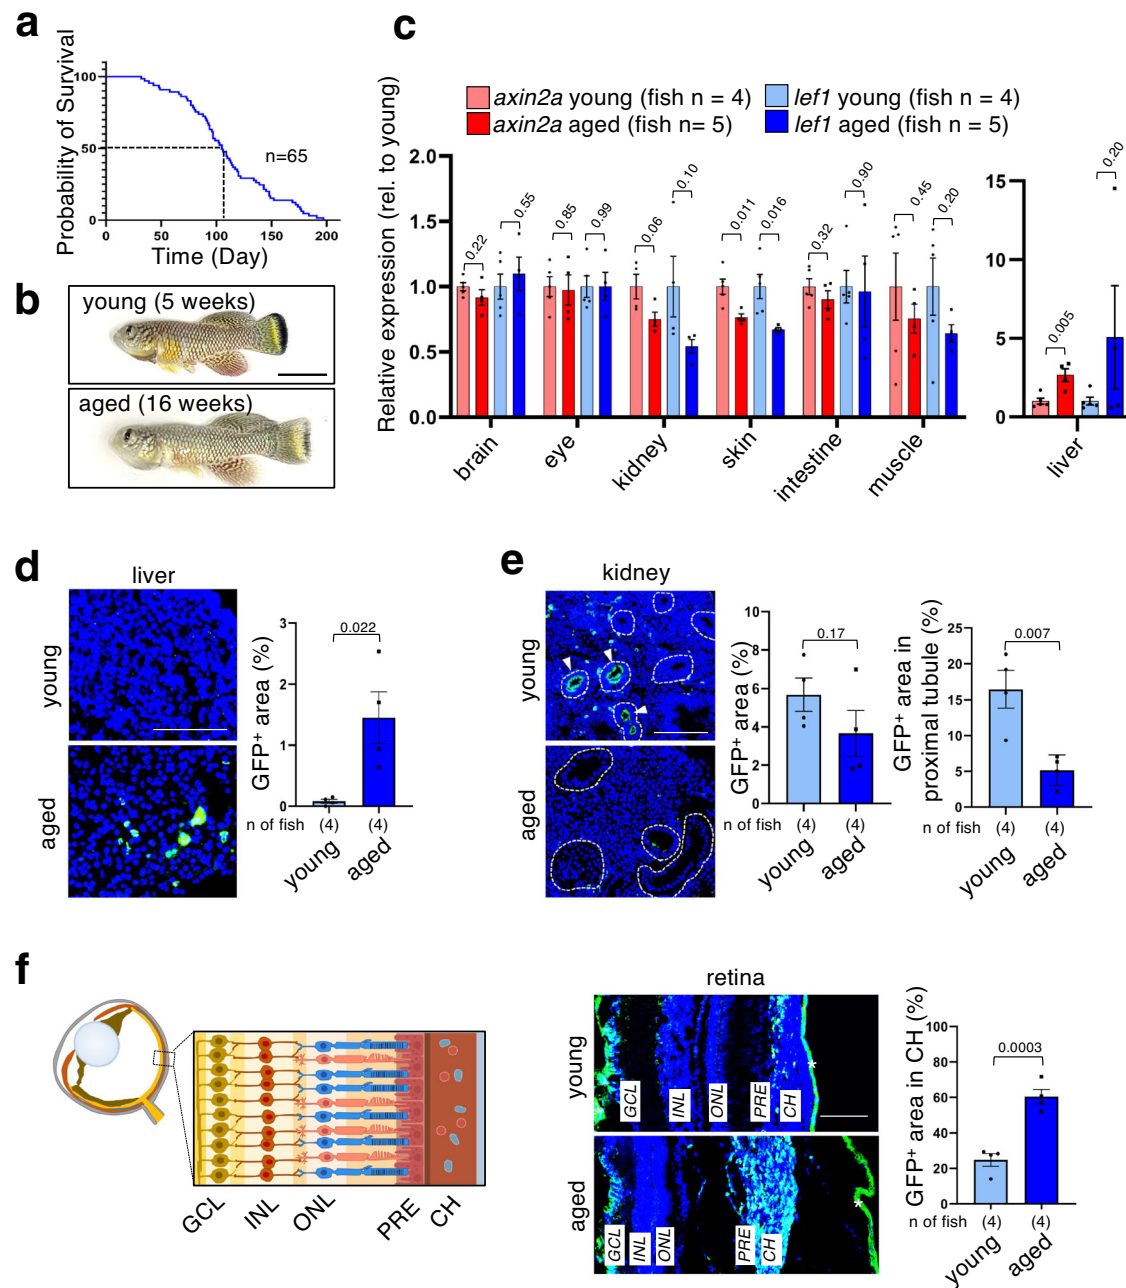 a
Probability of Survival
100
50
0
n=65
0 50 100 150 200
Time (Day)
b
young (5 weeks)
aged (16 weeks)
c
axin2a young (fish n = 4)
axin2a aged (fish n= 5)
lef1 young (fish n = 4)
lef1 aged (fish n = 5)
Relative expression (rel. to young)
2.0
1.5
1.0
0.5
0.0
0.22
0.55
0.85
0.99
0.06
0.10
0.011
0.016
0.32
0.90
0.45
0.20
brain
eye
kidney
skin
intestine
muscle
15
10
5
0
0.005
0.20
liver
d
liver
young
aged
GFP+ area (%)
3
2
1
0
0.022
n of fish (4) (4)
young
aged
e
kidney
young
aged
GFP+ area (%)
10
8
6
4
2
0
0.17
n of fish (4) (4)
young
aged
GFP+ area in
proximal tubule (%)
25
20
15
10
5
0
0.007
n of fish (4) (4)
young
aged
f
GCL
INL
ONL
PRE
CH
retina
young
GCL
INL
ONL
PRE
CH
*
aged
GCL
INL
ONL
PRE
CH
*
GFP+ area in CH (%)
100
80
60
40
20
0
0.0003
n of fish (4) (4)
young
aged